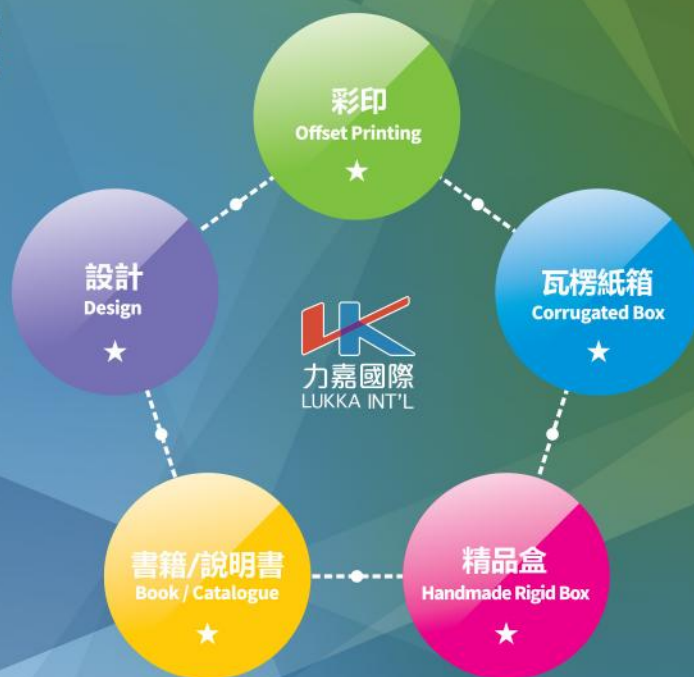 彩印
Offset Printing
設計
Design
瓦楞紙箱
Corrugated Box
LK
力嘉國際
LUKKA INT'L
書籍/說明書
Book / Catalogue
精品盒
Handmade Rigid Box